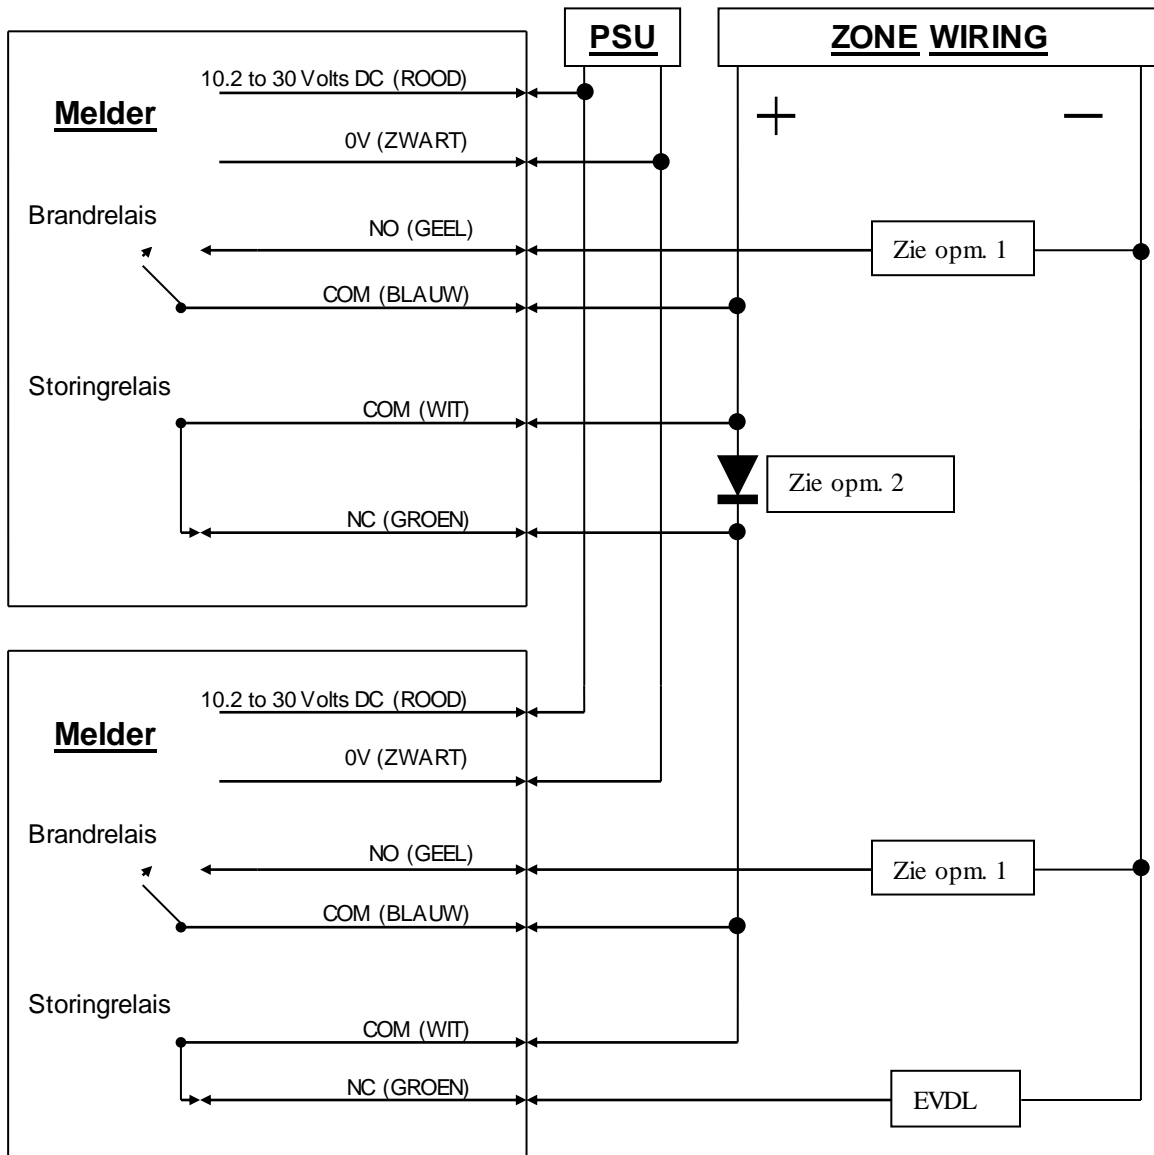 PSU
ZONE WIRING
+
−
10.2 to 30 Volts DC (ROOD)
Melder
0V (ZWART)
Brandrelais
NO (GEEL)
Zie opm. 1
COM (BLAUW)
Storingrelais
COM (WIT)
Zie opm. 2
NC (GROEN)
10.2 to 30 Volts DC (ROOD)
Melder
0V (ZWART)
Brandrelais
NO (GEEL)
Zie opm. 1
COM (BLAUW)
Storingrelais
COM (WIT)
NC (GROEN)
EVDL